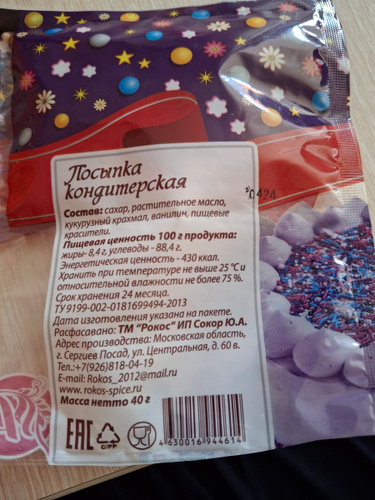 Посыпка
кондитерская
0424
Состав: сахар, растительное масло,
кукурузный крахмал, ванилин, пищевые
красители.
Пищевая ценность 100 г продукта:
жиры- 8,4 г, углеводы - 88,4 г.
Энергетическая ценность - 430 ккал.
Хранить при температуре не выше 25 °С и
относительной влажности не более 75 %.
Срок хранения 24 месяца.
ТУ 9199-002-0181699494-2013
Дата изготовления указана на пакете.
Расфасовано: ТМ "Рокос" ИП Сокор Ю.А.
Адрес производства: Московская область,
г. Сергиев Посад, ул. Центральная, д. 60 в.
Тел.:+7(926)818-04-19
E-mail: Rokos_2012@mail.ru
www.rokos-spice.ru
Масса нетто 40 г
EAC
C/PP
4630016944614